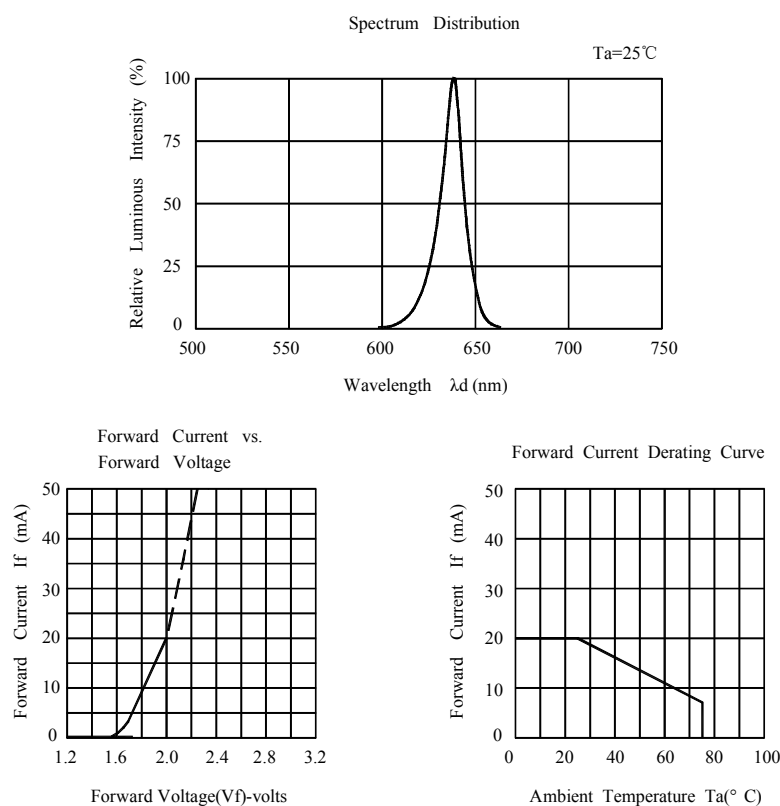 Spectrum Distribution
Ta=25℃
Relative Luminous Intensity (%)
100
75
50
25
0
500 550 600 650 700 750
Wavelength λd (nm)
Forward Current vs.
Forward Voltage
Forward Current If (mA)
50
40
30
20
10
0
1.2 1.6 2.0 2.4 2.8 3.2
Forward Voltage(Vf)-volts
Forward Current Derating Curve
Forward Current If (mA)
50
40
30
20
10
0
0 20 40 60 80 100
Ambient Temperature Ta(° C)